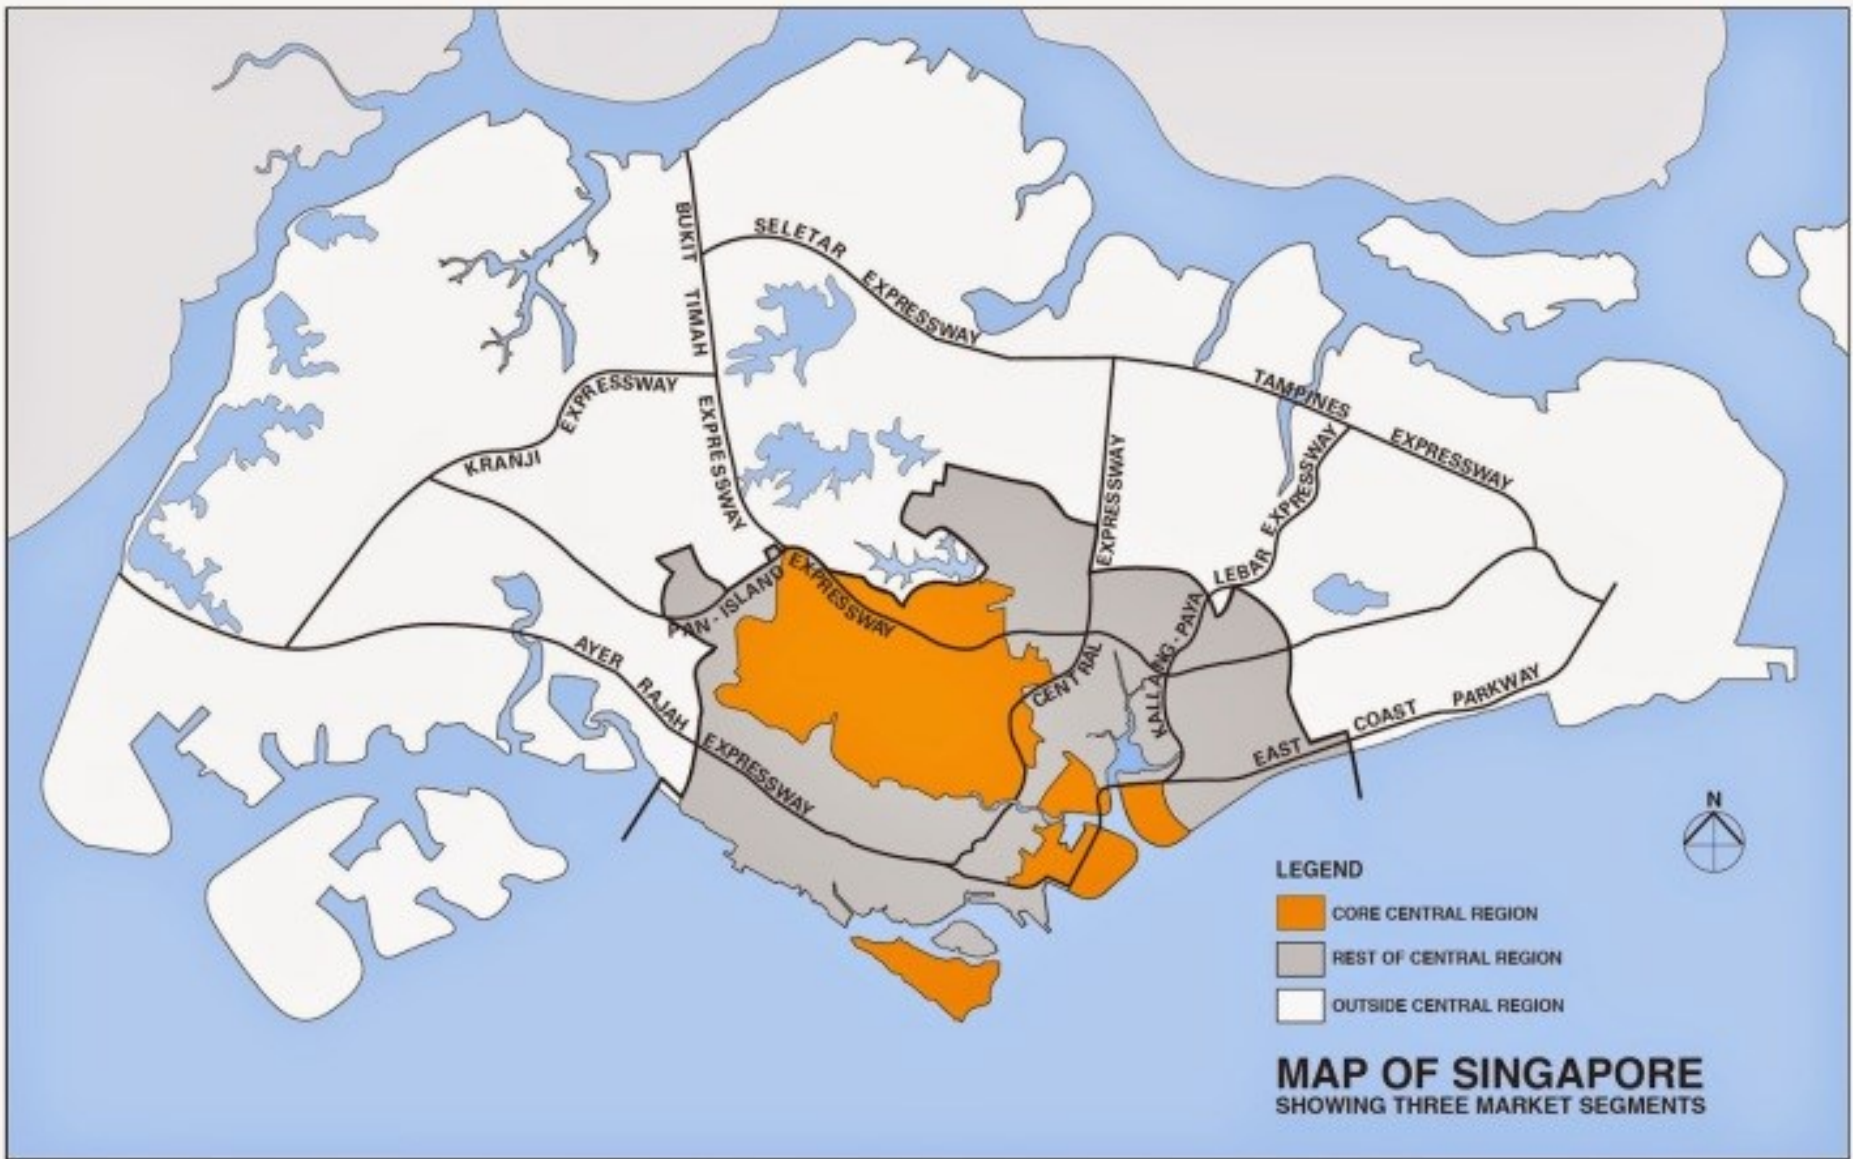 BUKIT TIMAH EXPRESSWAY
SELETAR EXPRESSWAY
KRANJI EXPRESSWAY
TAMPINES EXPRESSWAY
CENTRAL EXPRESSWAY
KALLANG - PAYA LEBAR EXPRESSWAY
PAN - ISLAND EXPRESSWAY
AYER RAJAH EXPRESSWAY
EAST COAST PARKWAY
N
LEGEND
CORE CENTRAL REGION
REST OF CENTRAL REGION
OUTSIDE CENTRAL REGION
MAP OF SINGAPORE
SHOWING THREE MARKET SEGMENTS